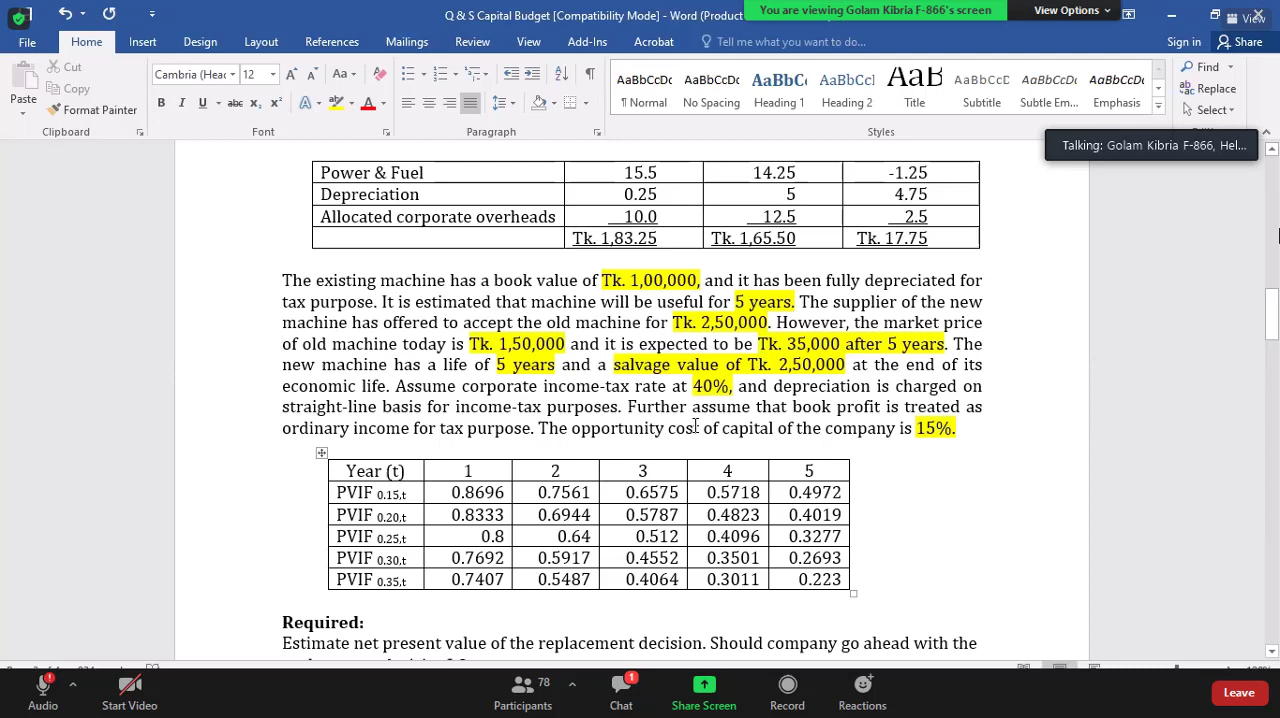 Q & S Capital Budget [Compatibility Mode] - Word (Produc
You are viewing Golam Kibria F-866's screen
View Options
View
File Home Insert Design Layout References Mailings Review View Add-Ins Acrobat Tell me what you want to do... Sign in Share
Paste
Cut
Copy
Format Painter
Clipboard
Cambria (Head 12
Font
Paragraph
AaBbCcDc AaBbCcDc AaBbC AaBbCcI AaB AaBbCcD AaBbCcDa AaBbCcDa
¶ Normal No Spacing Heading 1 Heading 2 Title Subtitle Subtle Em... Emphasis
Styles
Find
Replace
Select
Talking: Golam Kibria F-866, Hel...
Power & Fuel 15.5 14.25 -1.25
Depreciation 0.25 5 4.75
Allocated corporate overheads 10.0 12.5 2.5
Tk. 1,83.25 Tk. 1,65.50 Tk. 17.75
The existing machine has a book value of Tk. 1,00,000, and it has been fully depreciated for
tax purpose. It is estimated that machine will be useful for 5 years. The supplier of the new
machine has offered to accept the old machine for Tk. 2,50,000. However, the market price
of old machine today is Tk. 1,50,000 and it is expected to be Tk. 35,000 after 5 years. The
new machine has a life of 5 years and a salvage value of Tk. 2,50,000 at the end of its
economic life. Assume corporate income-tax rate at 40%, and depreciation is charged on
straight-line basis for income-tax purposes. Further assume that book profit is treated as
ordinary income for tax purpose. The opportunity cost of capital of the company is 15%.
Year (t) 1 2 3 4 5
PVIF 0.15,t 0.8696 0.7561 0.6575 0.5718 0.4972
PVIF 0.20,t 0.8333 0.6944 0.5787 0.4823 0.4019
PVIF 0.25,t 0.8 0.64 0.512 0.4096 0.3277
PVIF 0.30,t 0.7692 0.5917 0.4552 0.3501 0.2693
PVIF 0.35,t 0.7407 0.5487 0.4064 0.3011 0.223
Required:
Estimate net present value of the replacement decision. Should company go ahead with the
Audio
Start Video
78
Participants
1
Chat
Share Screen
Record
Reactions
Leave